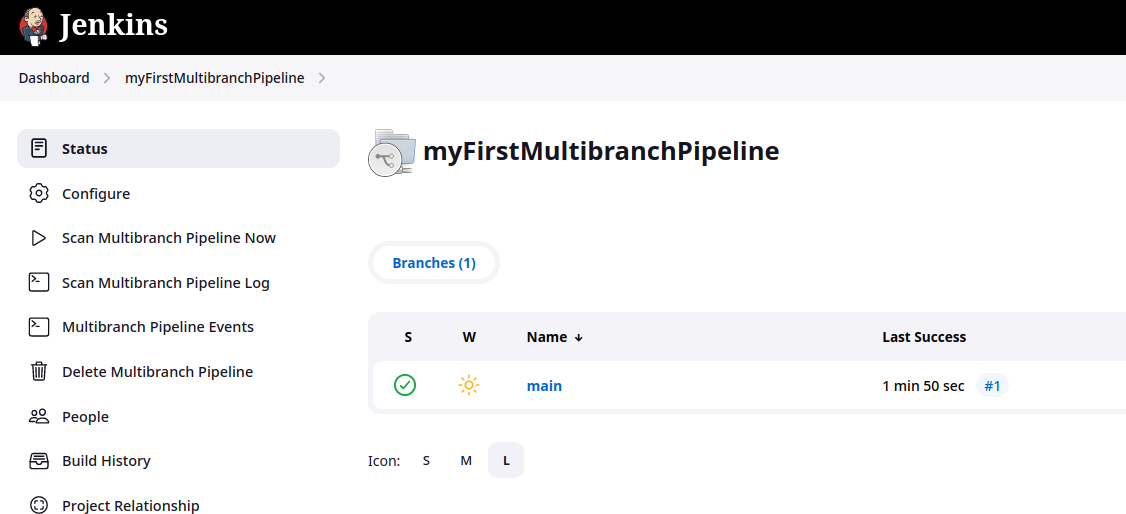 Jenkins
Dashboard > myFirstMultibranchPipeline >
Status
Configure
Scan Multibranch Pipeline Now
Scan Multibranch Pipeline Log
Multibranch Pipeline Events
Delete Multibranch Pipeline
People
Build History
Project Relationship
myFirstMultibranchPipeline
Branches (1)
S W Name ↓ Last Success
main 1 min 50 sec #1
Icon: S M L